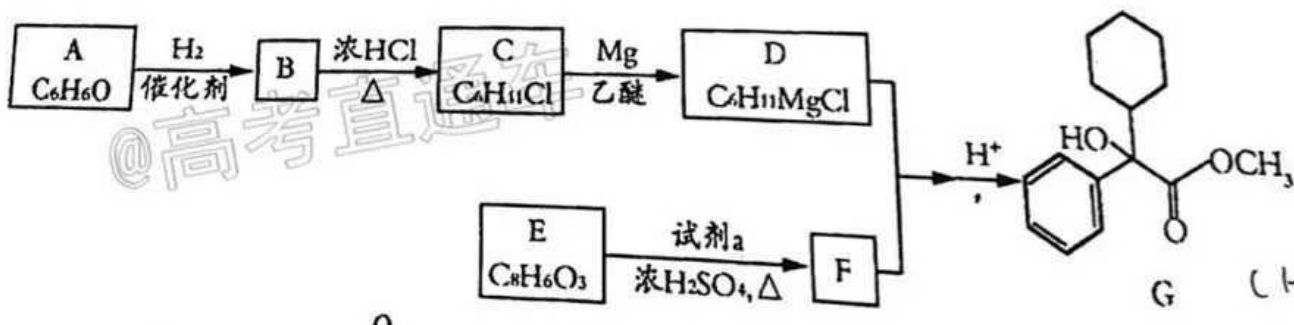 A
C₆H₆O
H₂
催化剂
B
浓HCl
△
C
C₆H₁₁Cl
Mg
乙醚
D
C₆H₁₁MgCl
@高考直通车
H⁺
HO
OCH₃
O
E
C₈H₆O₃
试剂a
浓H₂SO₄,△
F
G
(H
O